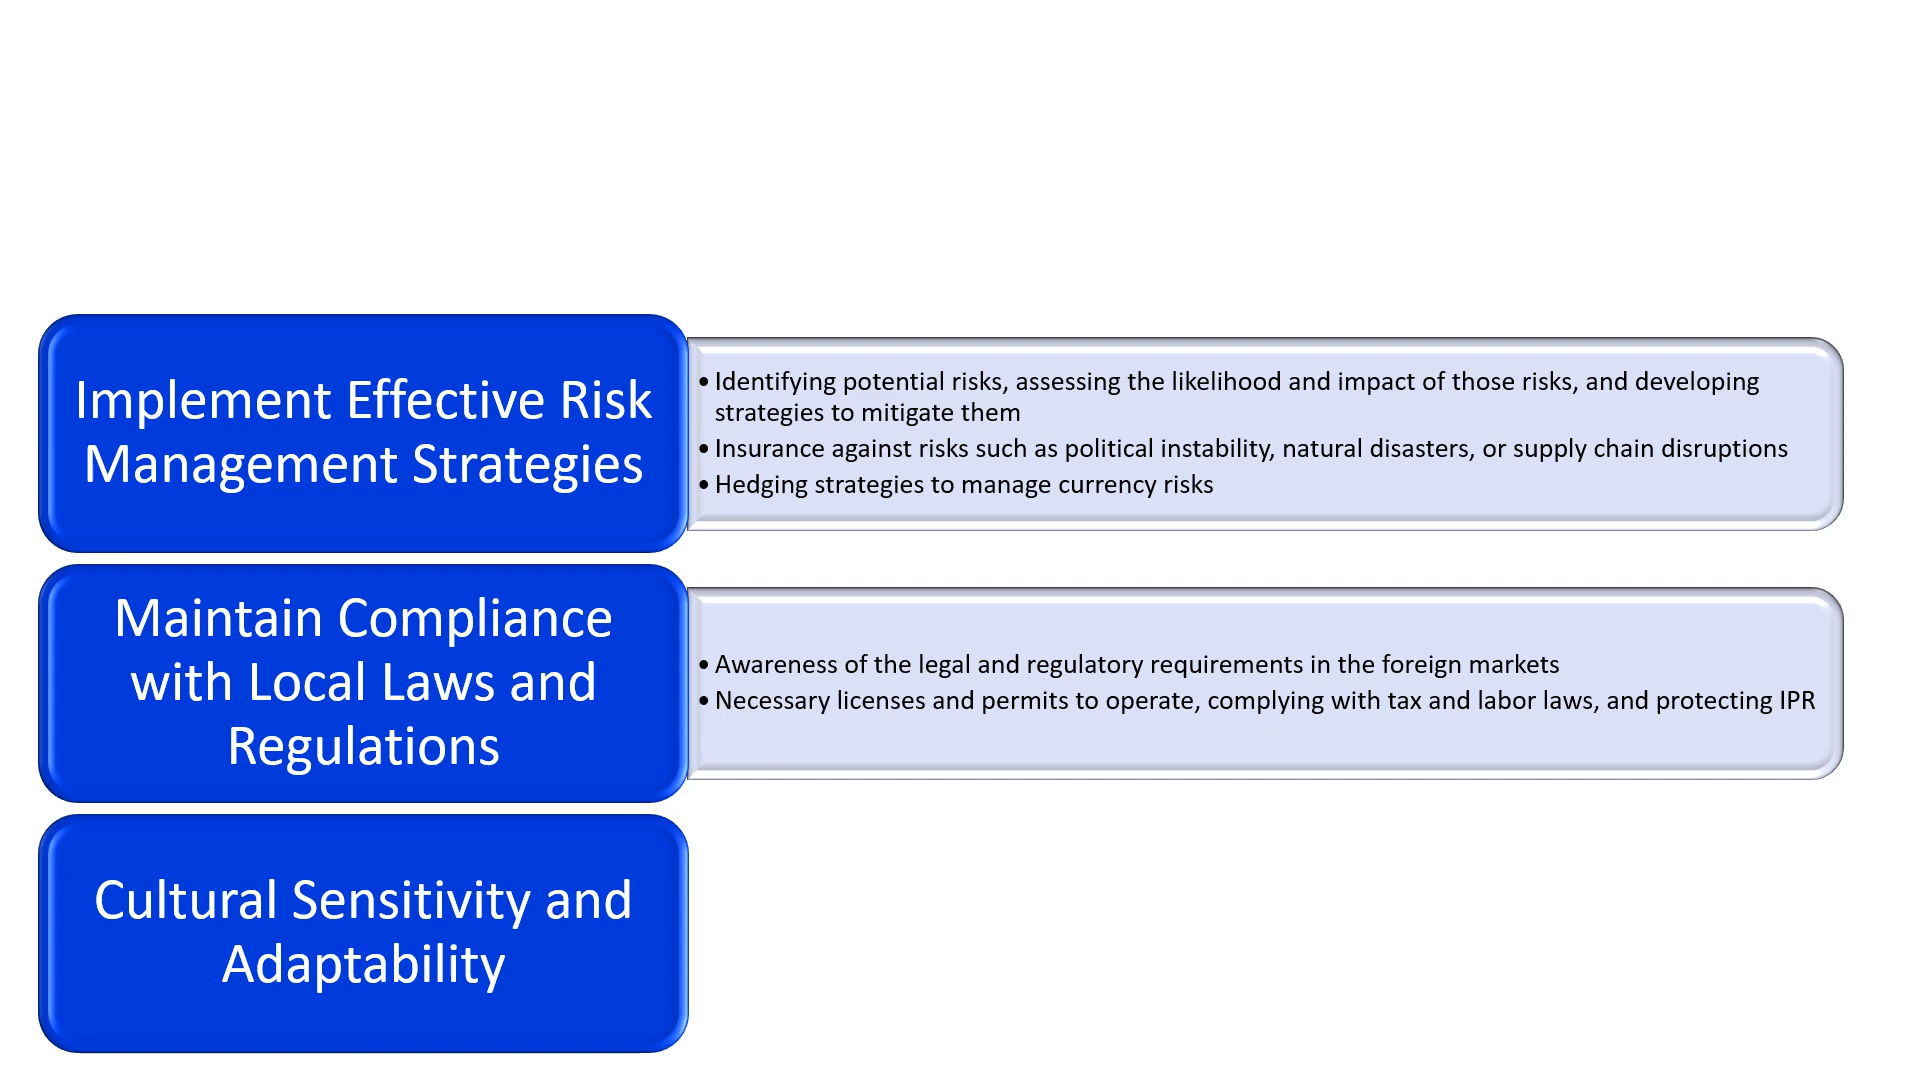 Implement Effective Risk
Management Strategies
• Identifying potential risks, assessing the likelihood and impact of those risks, and developing
strategies to mitigate them
• Insurance against risks such as political instability, natural disasters, or supply chain disruptions
• Hedging strategies to manage currency risks
Maintain Compliance
with Local Laws and
Regulations
• Awareness of the legal and regulatory requirements in the foreign markets
• Necessary licenses and permits to operate, complying with tax and labor laws, and protecting IPR
Cultural Sensitivity and
Adaptability